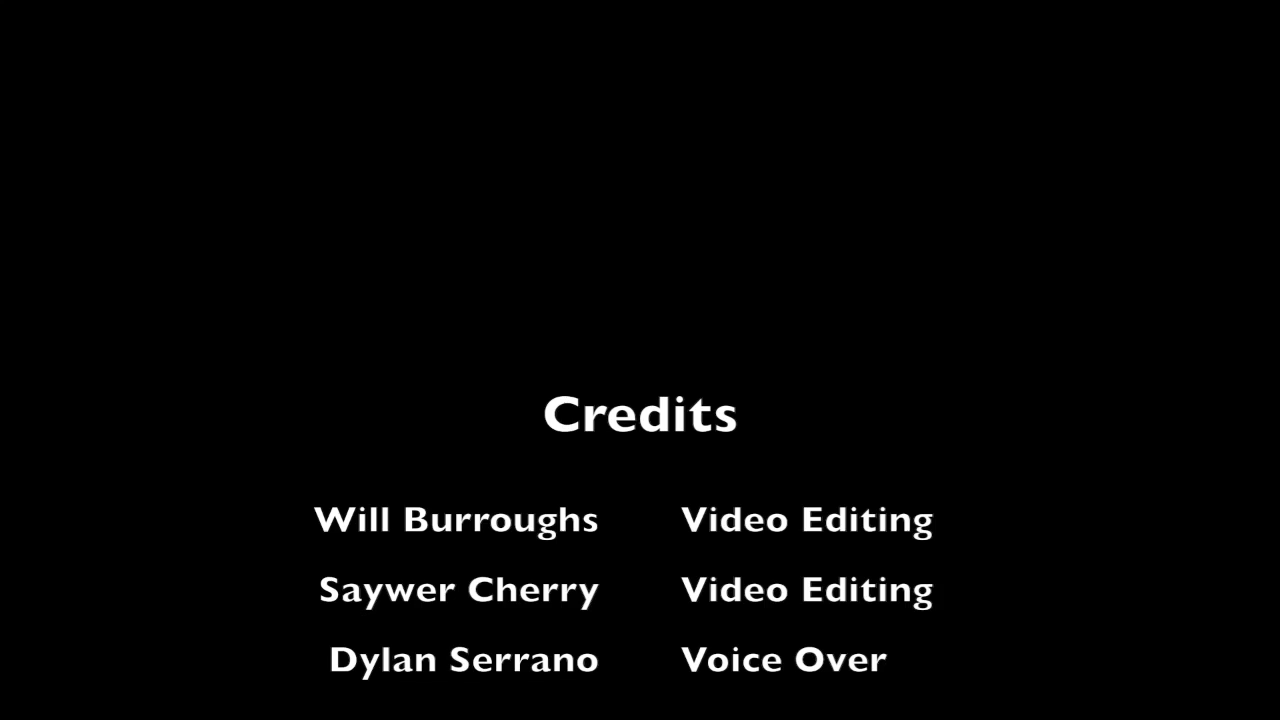 Credits
Will Burroughs Video Editing
Saywer Cherry Video Editing
Dylan Serrano Voice Over